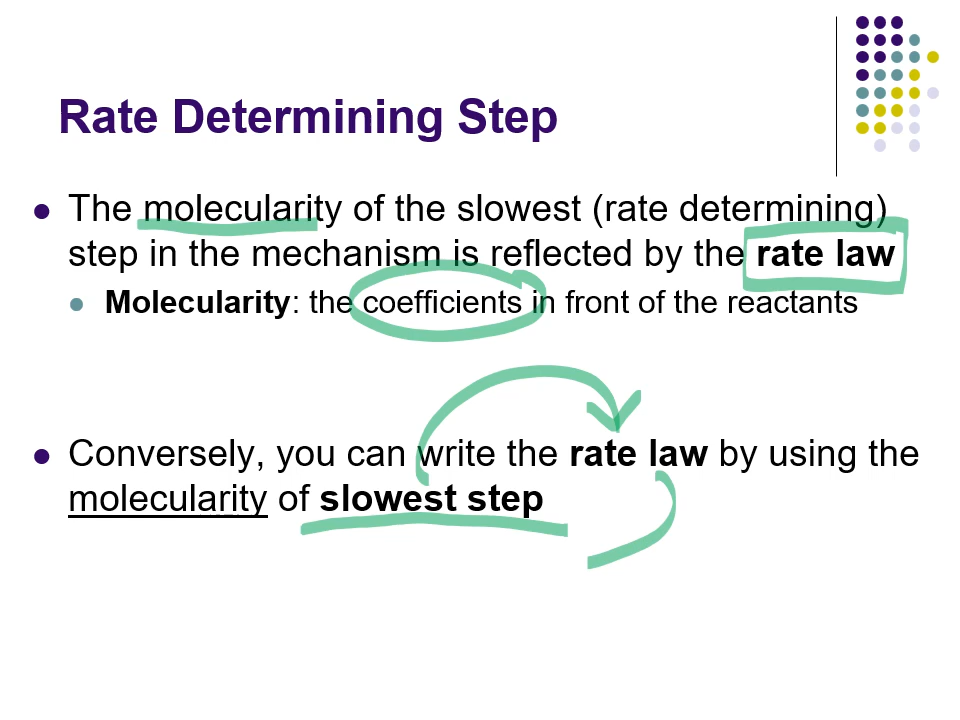 Rate Determining Step
The molecularity of the slowest (rate determining)
step in the mechanism is reflected by the rate law
Molecularity: the coefficients in front of the reactants
Conversely, you can write the rate law by using the
molecularity of slowest step